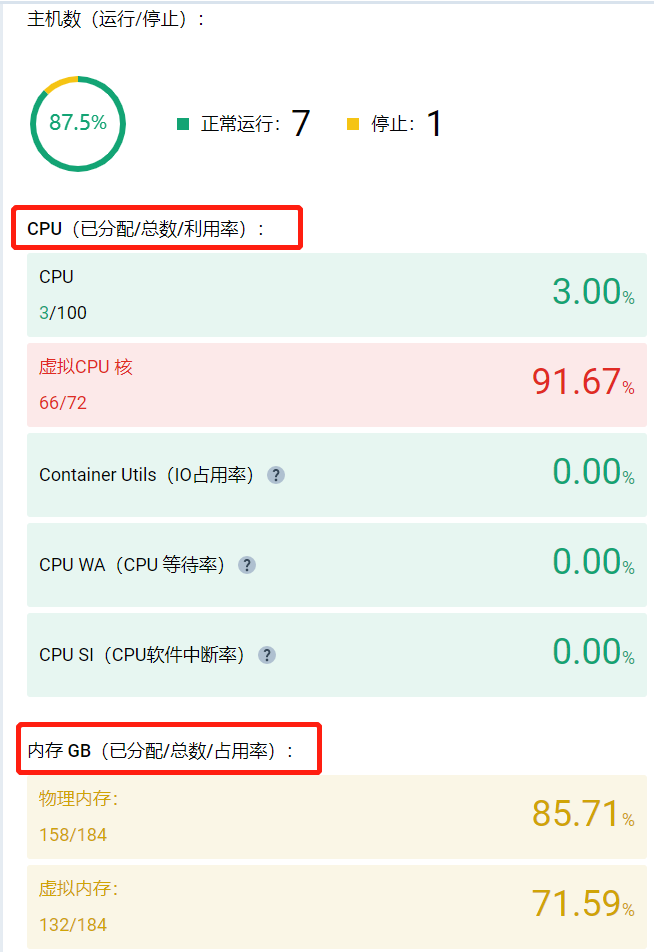 主机数（运行/停止）:
87.5%
正常运行: 7 停止: 1
CPU（已分配/总数/利用率）:
CPU
3/100
3.00%
虚拟CPU 核
66/72
91.67%
Container Utils（IO占用率） ?
0.00%
CPU WA（CPU 等待率） ?
0.00%
CPU SI（CPU软件中断率） ?
0.00%
内存 GB（已分配/总数/占用率）:
物理内存:
158/184
85.71%
虚拟内存:
132/184
71.59%